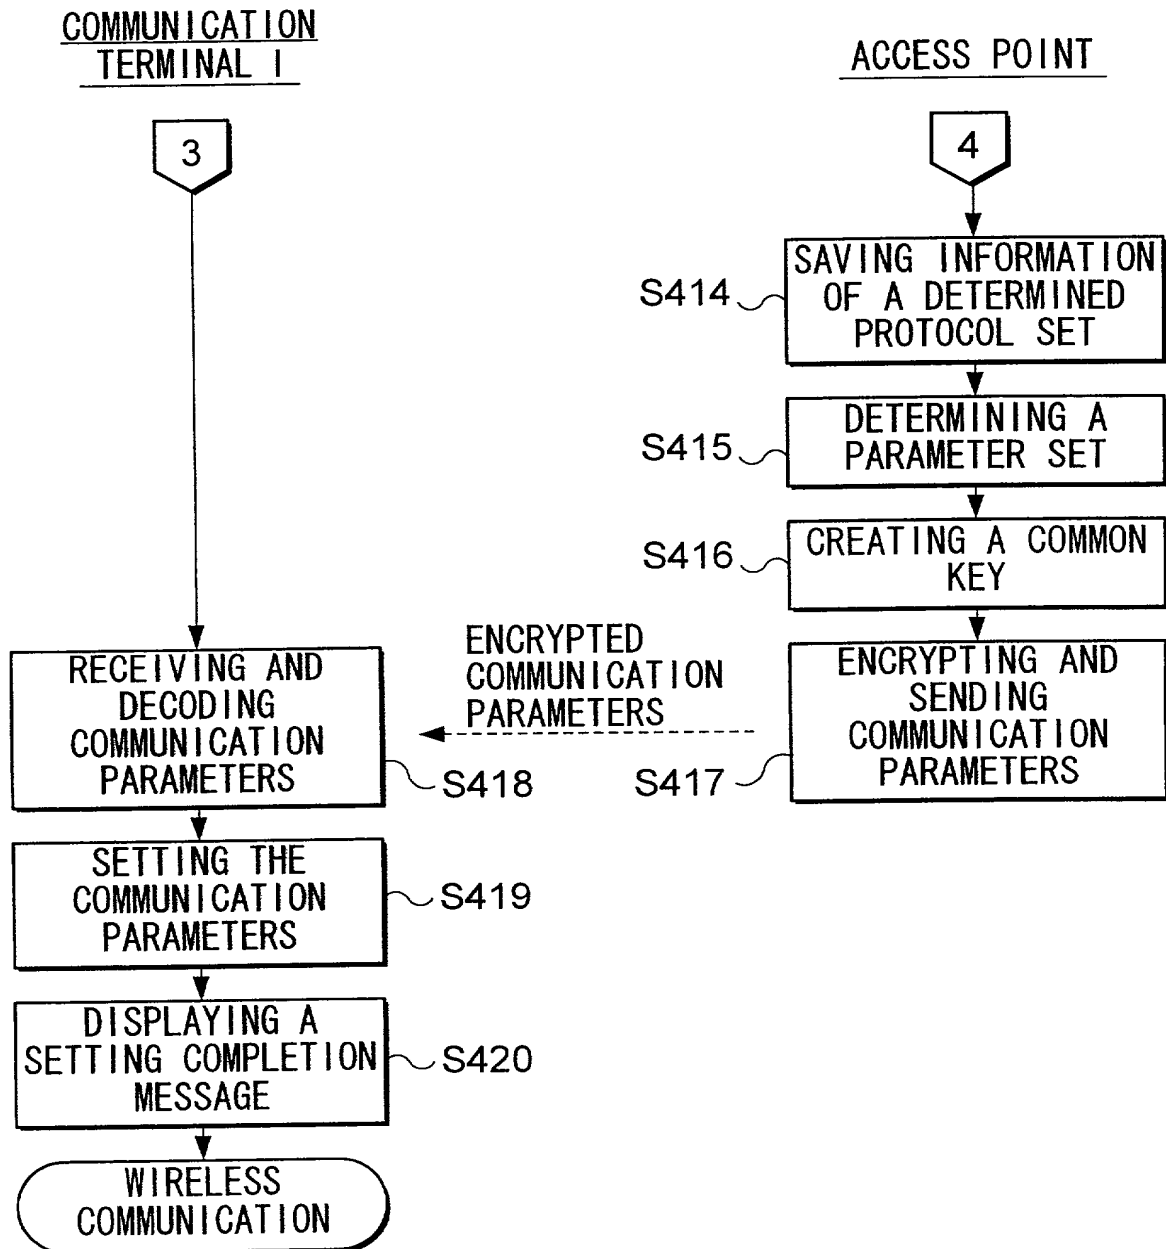 COMMUNICATION
TERMINAL 1
ACCESS POINT
3
4
SAVING INFORMATION
OF A DETERMINED
PROTOCOL SET
S414
DETERMINING A
PARAMETER SET
S415
CREATING A COMMON
KEY
S416
ENCRYPTED
COMMUNICATION
PARAMETERS
ENCRYPTING AND
SENDING
COMMUNICATION
PARAMETERS
S417
RECEIVING AND
DECODING
COMMUNICATION
PARAMETERS
S418
SETTING THE
COMMUNICATION
PARAMETERS
S419
DISPLAYING A
SETTING COMPLETION
MESSAGE
S420
WIRELESS
COMMUNICATION